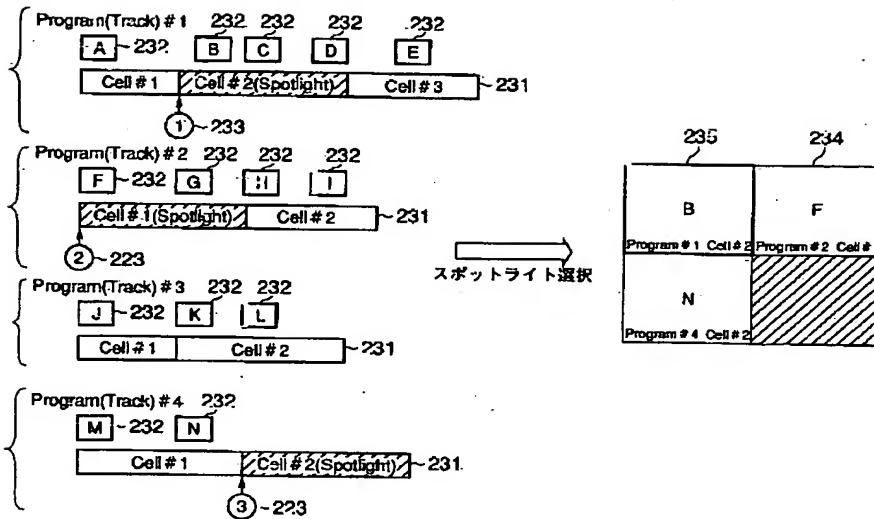 Program(Track) #1 232 232 232 232
A 232 B C D E
Cell #1 Cell #2(Spotlight) Cell #3 231
1 233
Program(Track) #2 232 232 232
F 232 G H I
Cell #1(Spotlight) Cell #2 231
2 223
Program(Track) #3 232 232
J 232 K L
Cell #1 Cell #2 231
Program(Track) #4 232
M 232 N
Cell #1 Cell #2(Spotlight) 231
3 223
スポットライト選択
235 234
B F
Program #1 Cell #2 Program #2 Cell #
N
Program #4 Cell #2